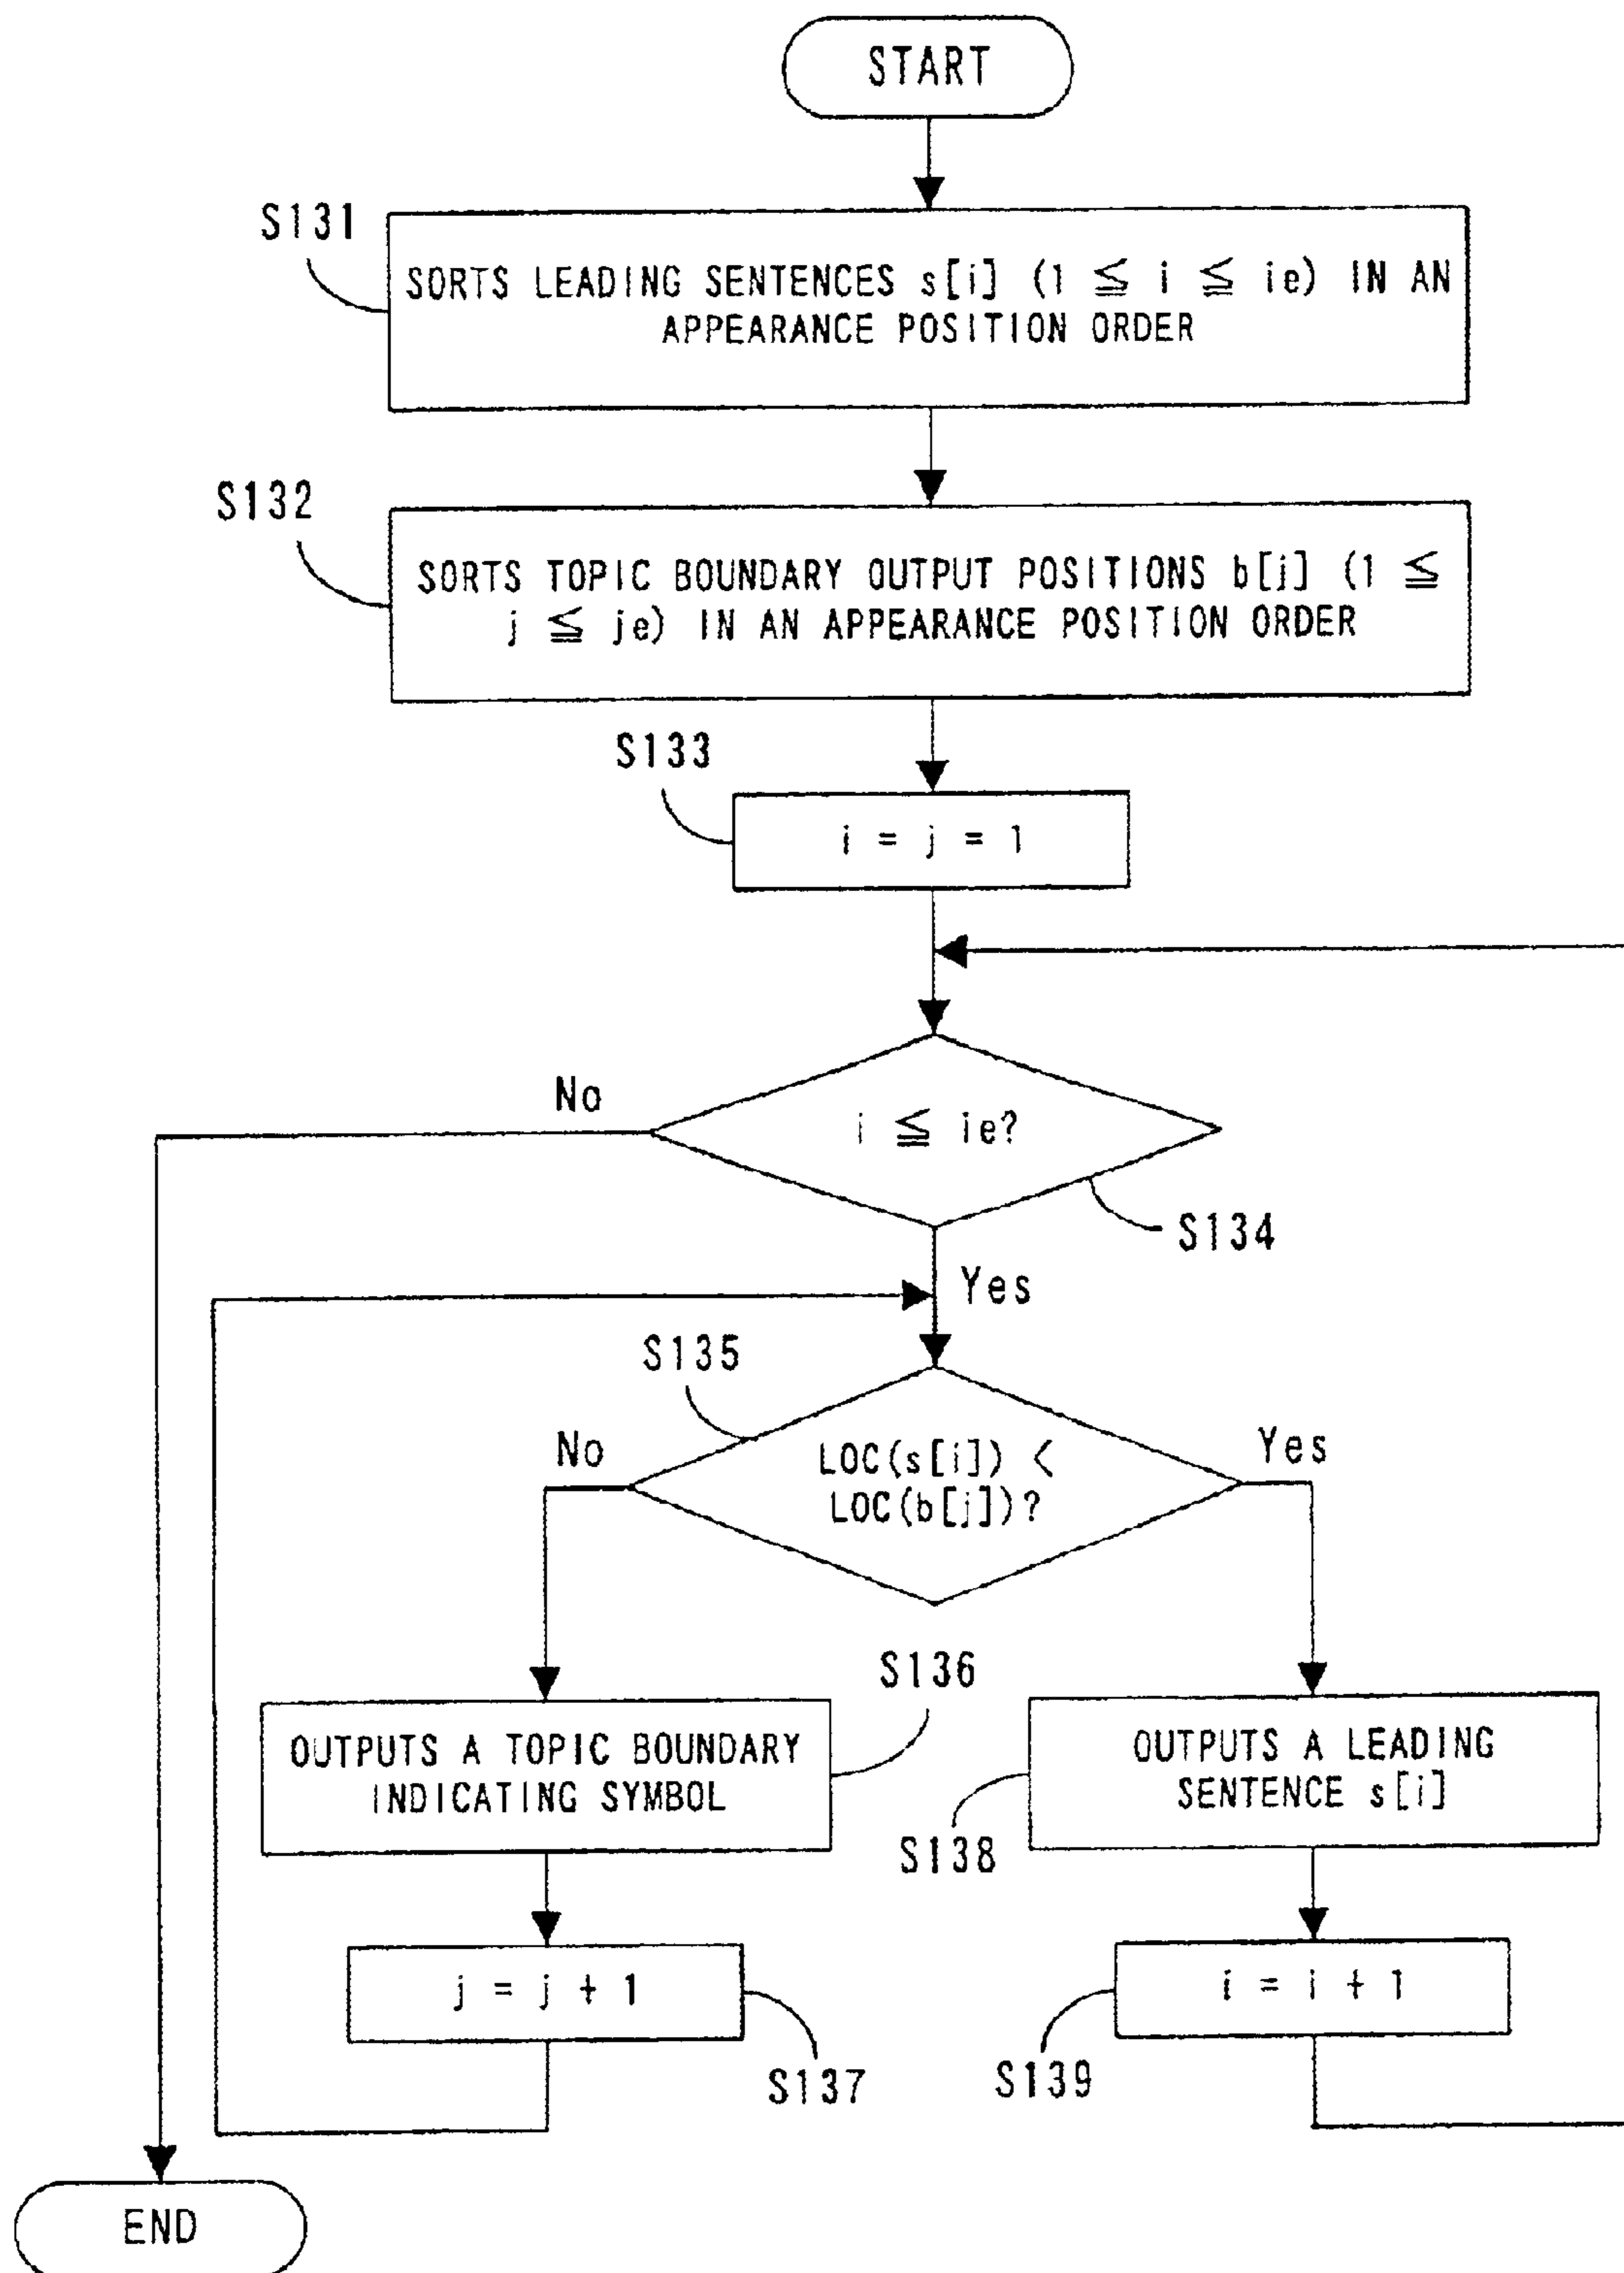 START
S131
SORTS LEADING SENTENCES s[i] (1 ≦ i ≦ ie) IN AN
APPEARANCE POSITION ORDER
S132
SORTS TOPIC BOUNDARY OUTPUT POSITIONS b[j] (1 ≦
j ≦ je) IN AN APPEARANCE POSITION ORDER
S133
i = j = 1
No
i ≦ ie?
S134
Yes
S135
No
LOC(s[i]) <
LOC(b[j])?
Yes
S136
OUTPUTS A TOPIC BOUNDARY
INDICATING SYMBOL
OUTPUTS A LEADING
SENTENCE s[i]
S138
j = j + 1
i = i + 1
S137
S139
END